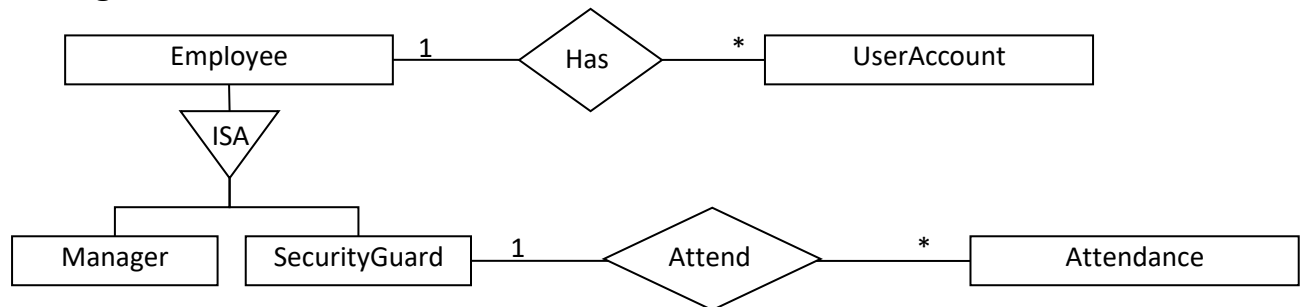 Employee 1 Has * UserAccount
ISA
Manager SecurityGuard 1 Attend * Attendance